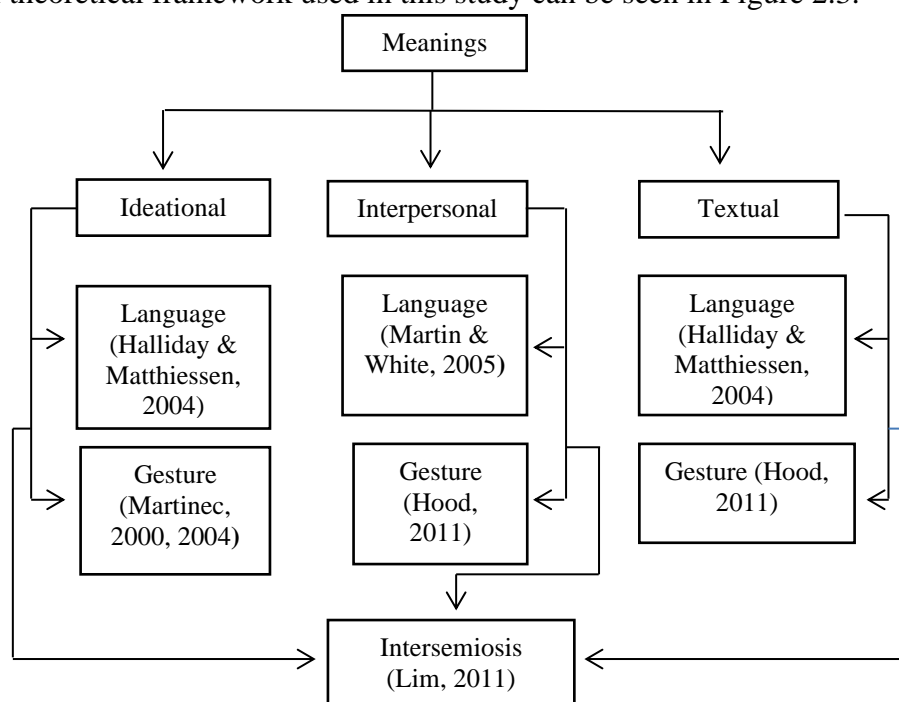 theoretical framework used in this study can be seen in Figure 2.3.
Meanings
Ideational
Interpersonal
Textual
Language
(Halliday &
Matthiessen,
2004)
Language
(Martin &
White, 2005)
Language
(Halliday &
Matthiessen,
2004)
Gesture
(Martinec,
2000, 2004)
Gesture
(Hood,
2011)
Gesture (Hood,
2011)
Intersemiosis
(Lim, 2011)